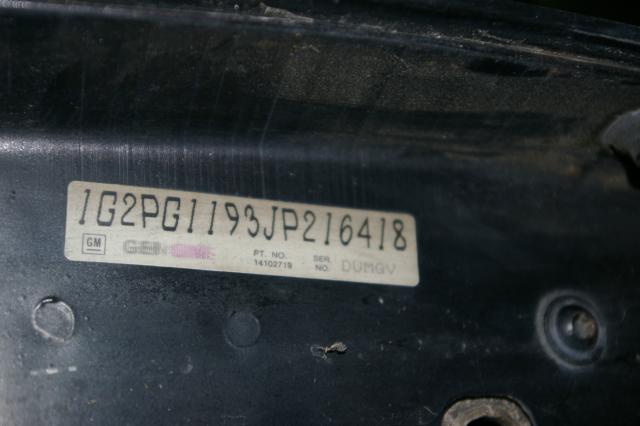 1G2PG1193JP216418
GM PT. NO. 14102719 SER. NO. DUMGV